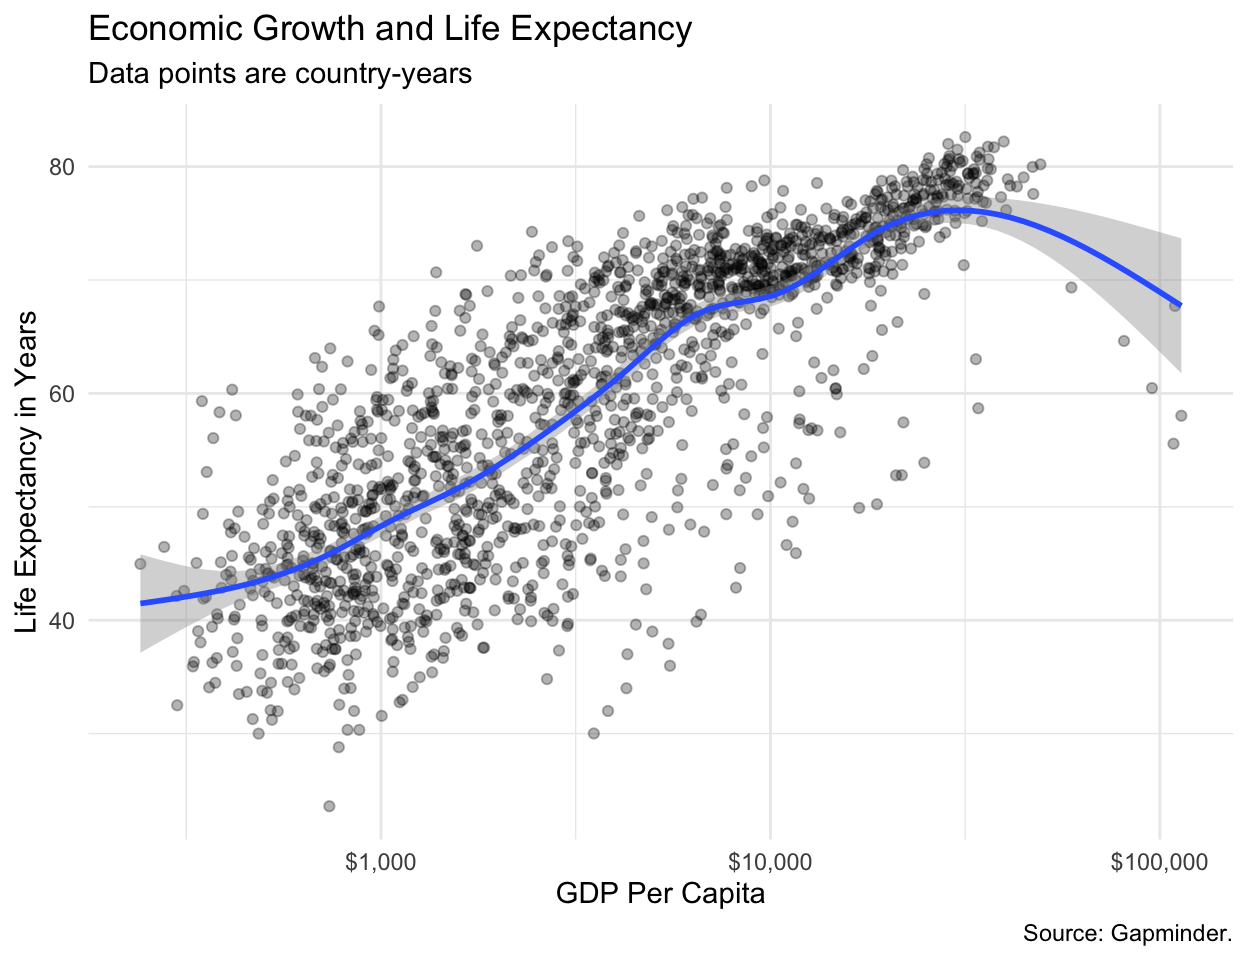 Economic Growth and Life Expectancy
Data points are country-years
Life Expectancy in Years
80
60
40
$1,000
$10,000
$100,000
GDP Per Capita
Source: Gapminder.